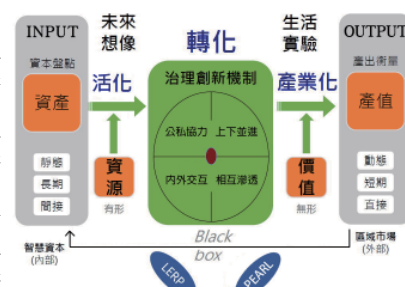 INPUT
資本盤點
資產
靜態
長期
間接
智慧資本
(內部)
未來
想像
活化
資
源
有形
轉化
治理創新機制
公私協力 上下並進
內外交互 相互滲透
Black
box
生活
實驗
產業化
價
值
無形
OUTPUT
產出衡量
產值
動態
短期
直接
區域市場
(外部)
LERP
PEARL